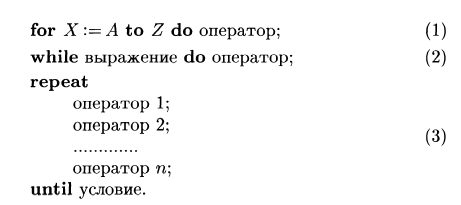 for X := A to Z do оператор; (1)
while выражение do оператор; (2)
repeat
оператор 1;
оператор 2;
............. (3)
оператор n;
until условие.